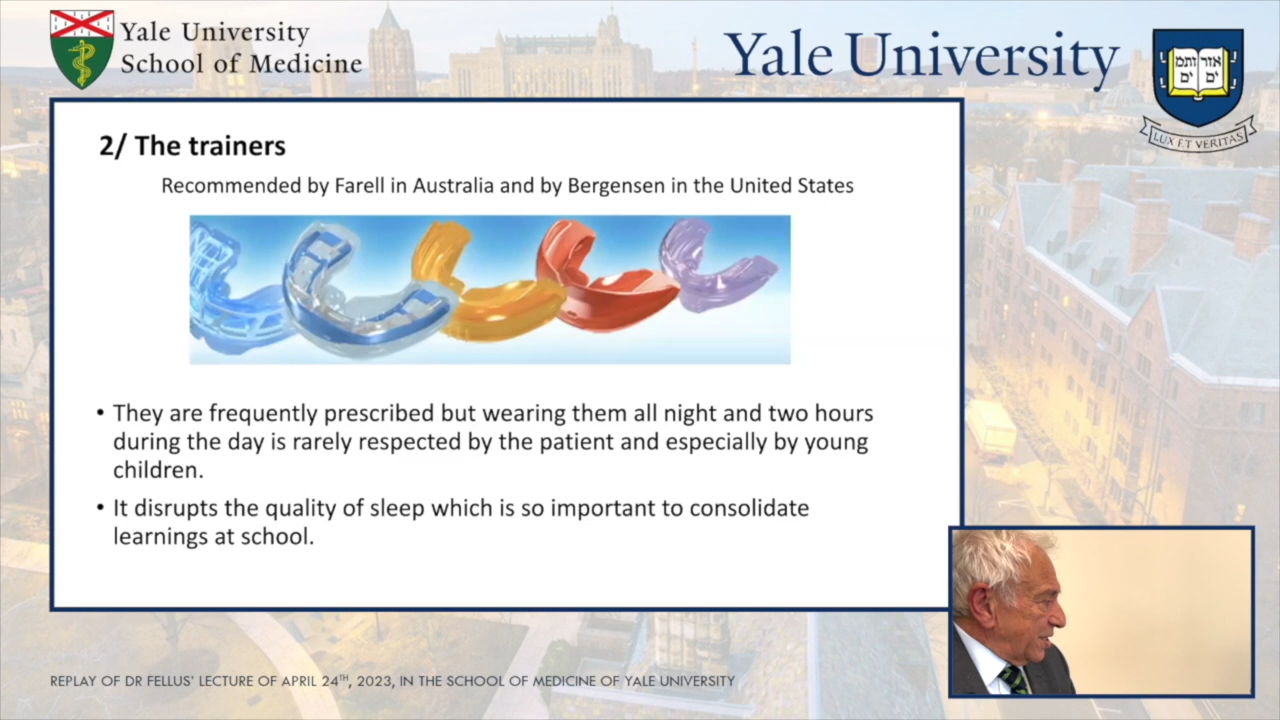 Yale University
School of Medicine
Yale University
אורים
ותמים
LUX ET VERITAS
2/ The trainers
Recommended by Farell in Australia and by Bergensen in the United States
• They are frequently prescribed but wearing them all night and two hours
during the day is rarely respected by the patient and especially by young
children.
• It disrupts the quality of sleep which is so important to consolidate
learnings at school.
REPLAY OF DR FELLUS' LECTURE OF APRIL 24TH, 2023, IN THE SCHOOL OF MEDICINE OF YALE UNIVERSITY